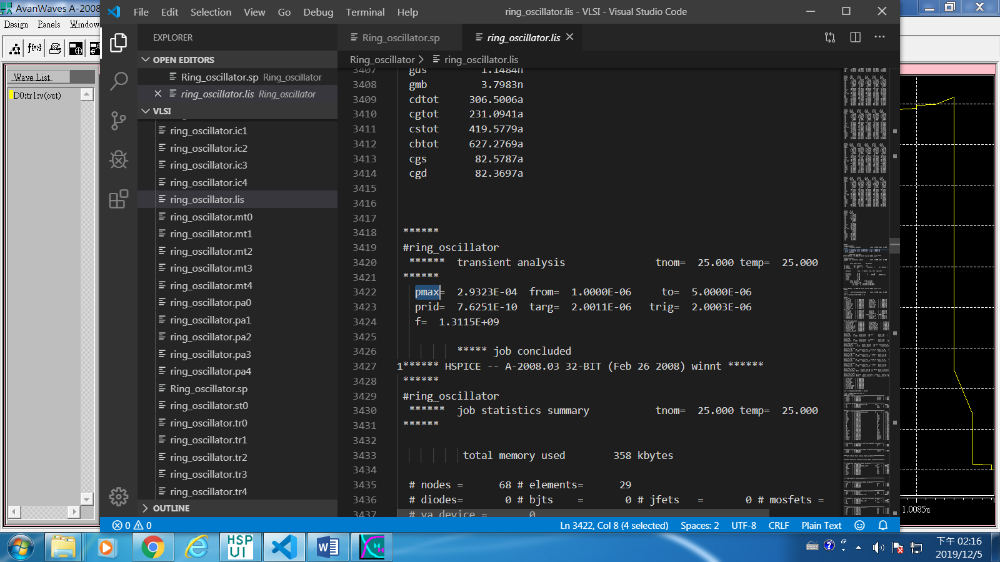 AvanWaves A-2008
Design Panels Window
Wave List
D0:tr1:v(out)
File Edit Selection View Go Debug Terminal Help
ring_oscillator.lis - VLSI - Visual Studio Code
EXPLORER
OPEN EDITORS
Ring_oscillator.sp Ring_oscillator
ring_oscillator.lis Ring_oscillator
VLSI
ring_oscillator.ic1
ring_oscillator.ic2
ring_oscillator.ic3
ring_oscillator.ic4
ring_oscillator.lis
ring_oscillator.mt0
ring_oscillator.mt1
ring_oscillator.mt2
ring_oscillator.mt3
ring_oscillator.mt4
ring_oscillator.pa0
ring_oscillator.pa1
ring_oscillator.pa2
ring_oscillator.pa3
ring_oscillator.pa4
Ring_oscillator.sp
ring_oscillator.st0
ring_oscillator.tr0
ring_oscillator.tr1
ring_oscillator.tr2
ring_oscillator.tr3
ring_oscillator.tr4
OUTLINE
Ring_oscillator.sp ring_oscillator.lis
Ring_oscillator > ring_oscillator.lis
3407 gds 1.1484n
3408 gmb 3.7983n
3409 cdtot 306.5006a
3410 cgtot 231.0941a
3411 cstot 419.5779a
3412 cbtot 627.2769a
3413 cgs 82.5787a
3414 cgd 82.3697a
3415
3416
3417
3418 ******
3419 #ring_oscillator
3420 ****** transient analysis tnom= 25.000 temp= 25.000
3421 ******
3422 pmax= 2.9323E-04 from= 1.0000E-06 to= 5.0000E-06
3423 prid= 7.6251E-10 targ= 2.0011E-06 trig= 2.0003E-06
3424 f= 1.3115E+09
3425
3426 ***** job concluded
3427 1****** HSPICE -- A-2008.03 32-BIT (Feb 26 2008) winnt ******
3428 ******
3429 #ring_oscillator
3430 ****** job statistics summary tnom= 25.000 temp= 25.000
3431 ******
3432
3433 total memory used 358 kbytes
3434
3435 # nodes = 68 # elements= 29
3436 # diodes= 0 # bjts = 0 # jfets = 0 # mosfets =
3437 # va device = 0
1.0085u
0 0
Ln 3422, Col 8 (4 selected) Spaces: 2 UTF-8 CRLF Plain Text
HSP
UI
下午 02:16
2019/12/5